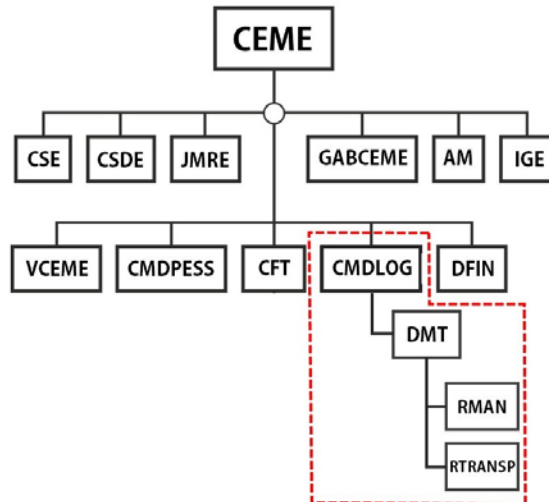 CEME
CSE CSDE JMRE GABCEME AM IGE
VCEME CMDPESS CFT CMDLOG DFIN
DMT
RMAN
RTRANSP